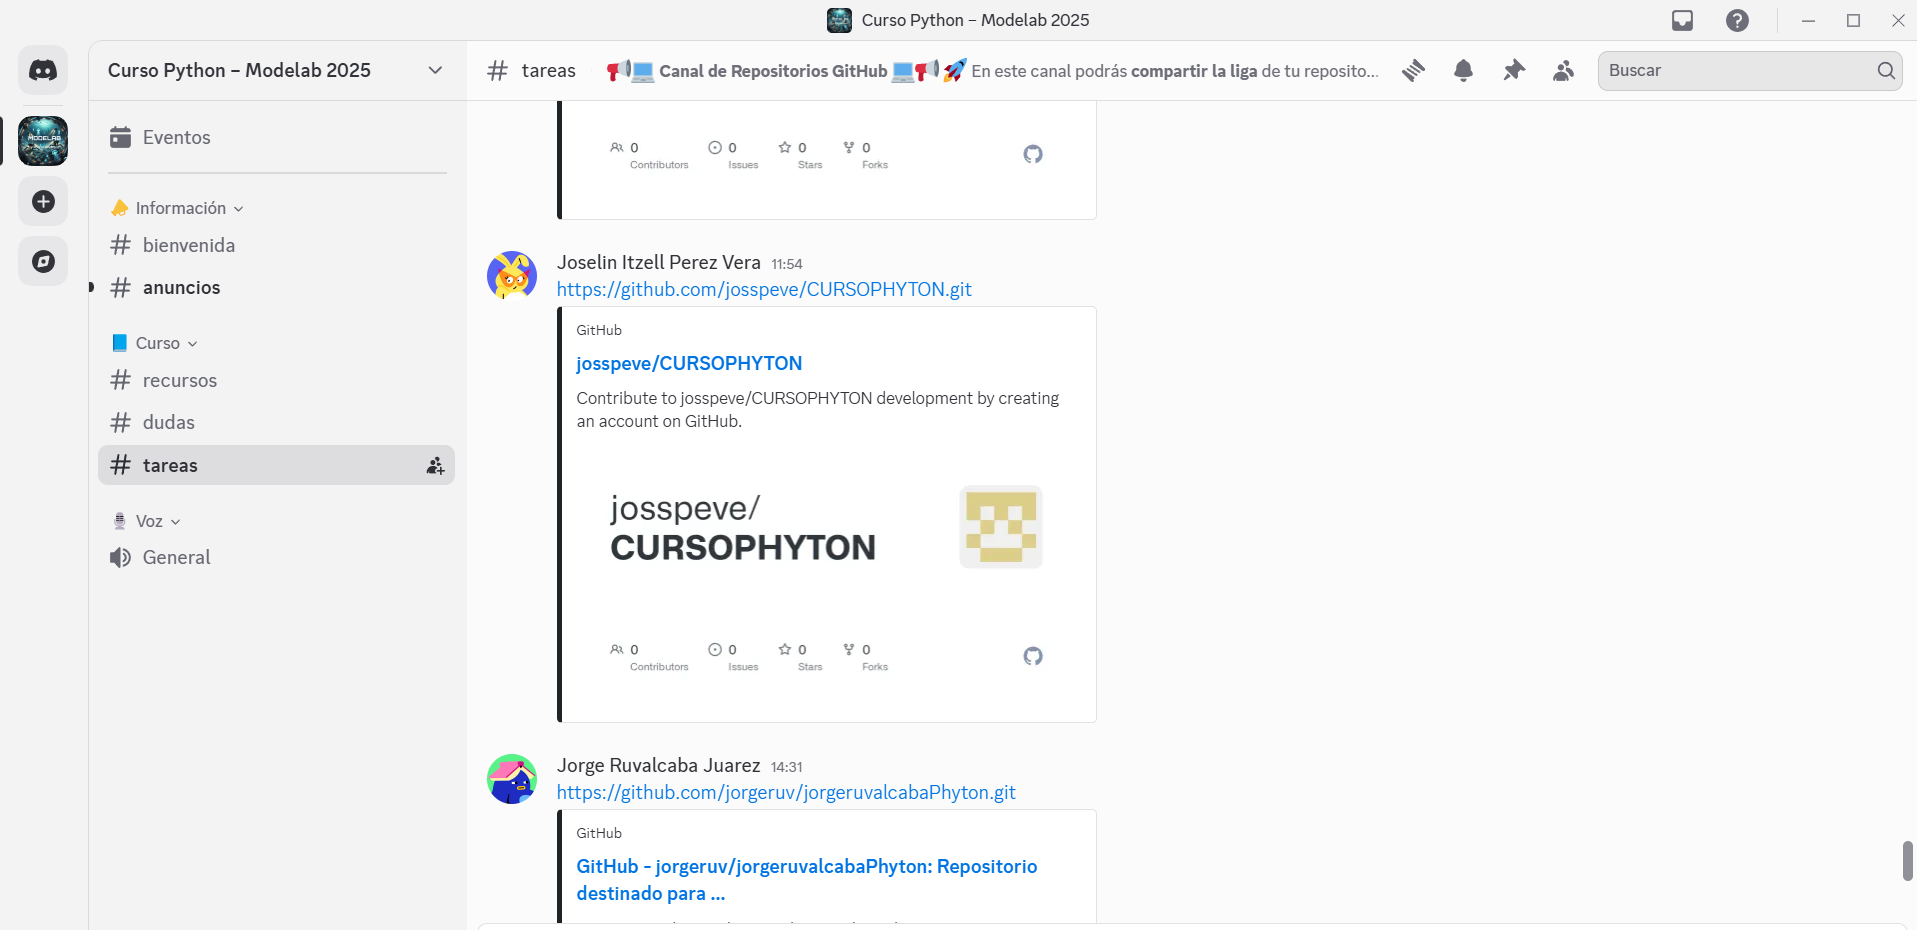 Curso Python – Modelab 2025
Curso Python – Modelab 2025
Eventos
Información
bienvenida
anuncios
Curso
recursos
dudas
tareas
Voz
General
tareas
Canal de Repositorios GitHub En este canal podrás compartir la liga de tu reposito...
Buscar
0 0 0 0
Contributors Issues Stars Forks
Joselin Itzell Perez Vera 11:54
https://github.com/josspeve/CURSOPHYTON.git
GitHub
josspeve/CURSOPHYTON
Contribute to josspeve/CURSOPHYTON development by creating
an account on GitHub.
josspeve/
CURSOPHYTON
0 0 0 0
Contributors Issues Stars Forks
Jorge Ruvalcaba Juarez 14:31
https://github.com/jorgeruv/jorgeruvalcabaPhyton.git
GitHub
GitHub - jorgeruv/jorgeruvalcabaPhyton: Repositorio
destinado para ...